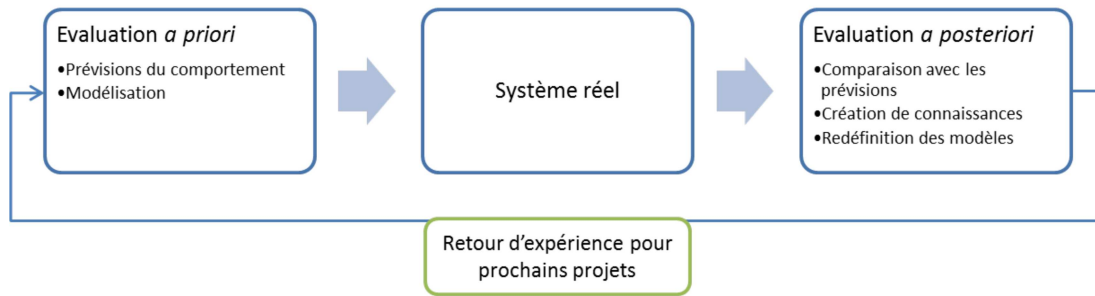 Evaluation a priori
•Prévisions du comportement
•Modélisation
Système réel
Evaluation a posteriori
•Comparaison avec les
prévisions
•Création de connaissances
•Redéfinition des modèles
Retour d’expérience pour
prochains projets